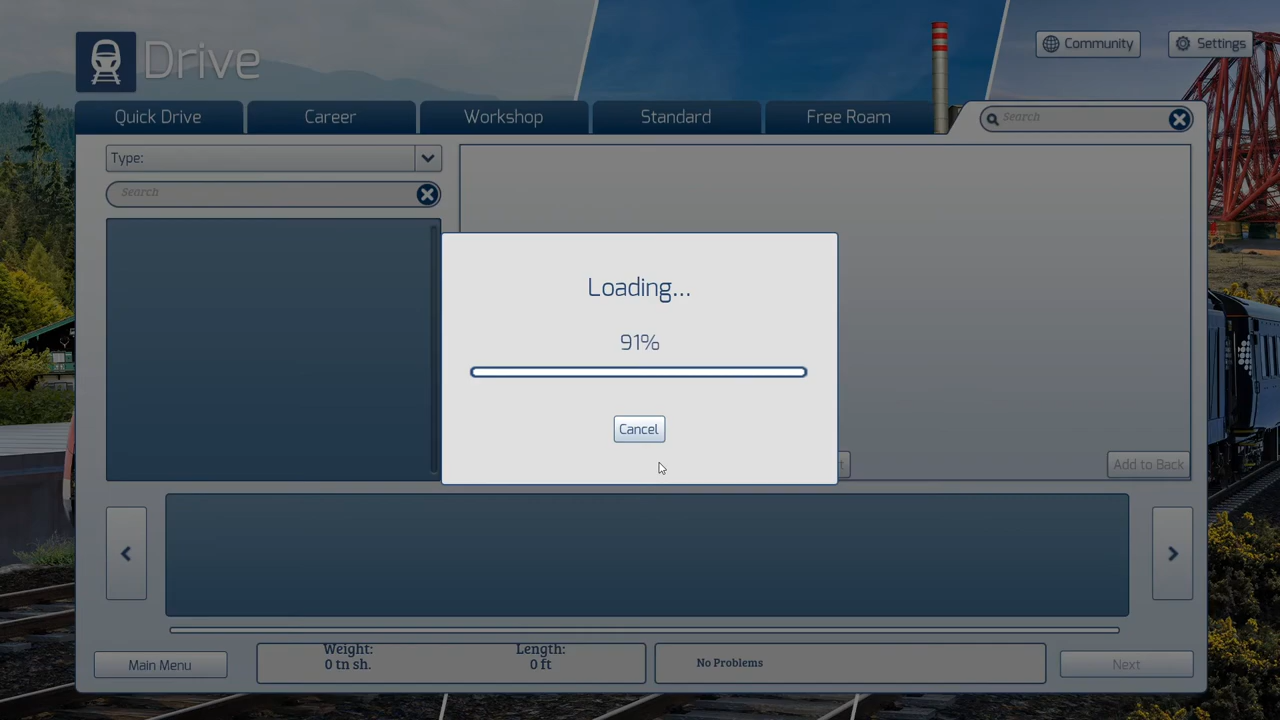 Drive
Community
Settings
Quick Drive
Career
Workshop
Standard
Free Roam
Search
Type:
Search
Loading...
91%
Cancel
Add to Back
Weight:
0 tn sh.
Length:
0 ft
No Problems
Main Menu
Next